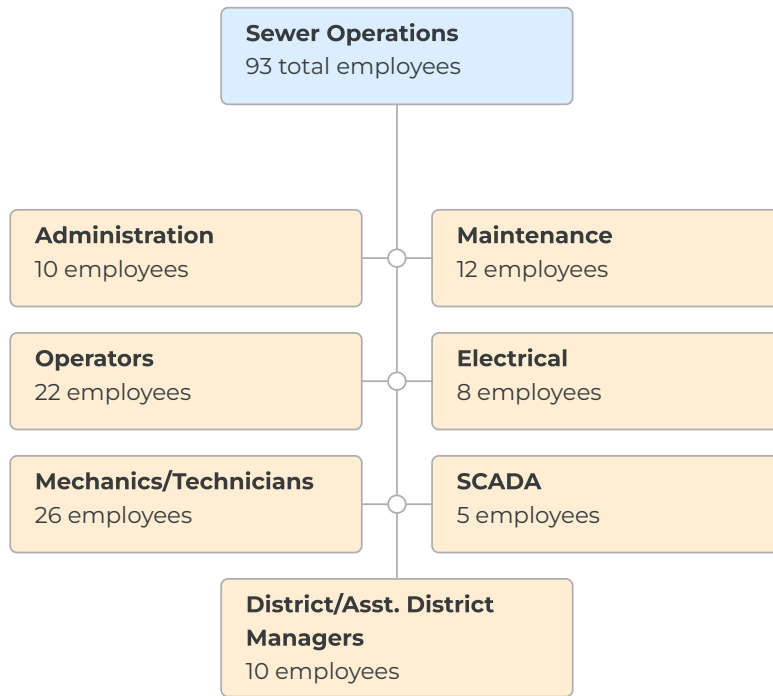 Sewer Operations
93 total employees
Administration
10 employees
Maintenance
12 employees
Operators
22 employees
Electrical
8 employees
Mechanics/Technicians
26 employees
SCADA
5 employees
District/Asst. District
Managers
10 employees